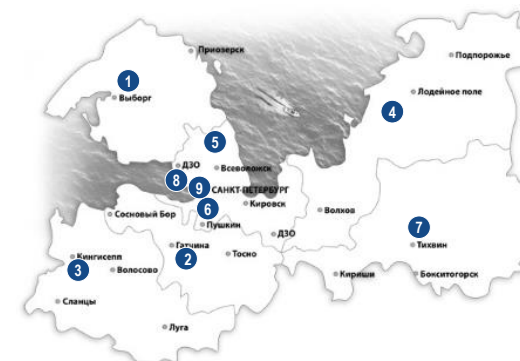 Приозерск
Подпорожье
1
Выборг
Лодейное поле
4
5
ДЗО
Всеволожск
8
9
САНКТ-ПЕТЕРБУРГ
Кировск
6
Сосновый Бор
Волхов
Пушкин
7
ДЗО
Гатчина
Тихвин
2
Тосно
Кингисепп
3
Волосово
Кириши
Бокситогорск
Сланцы
Луга